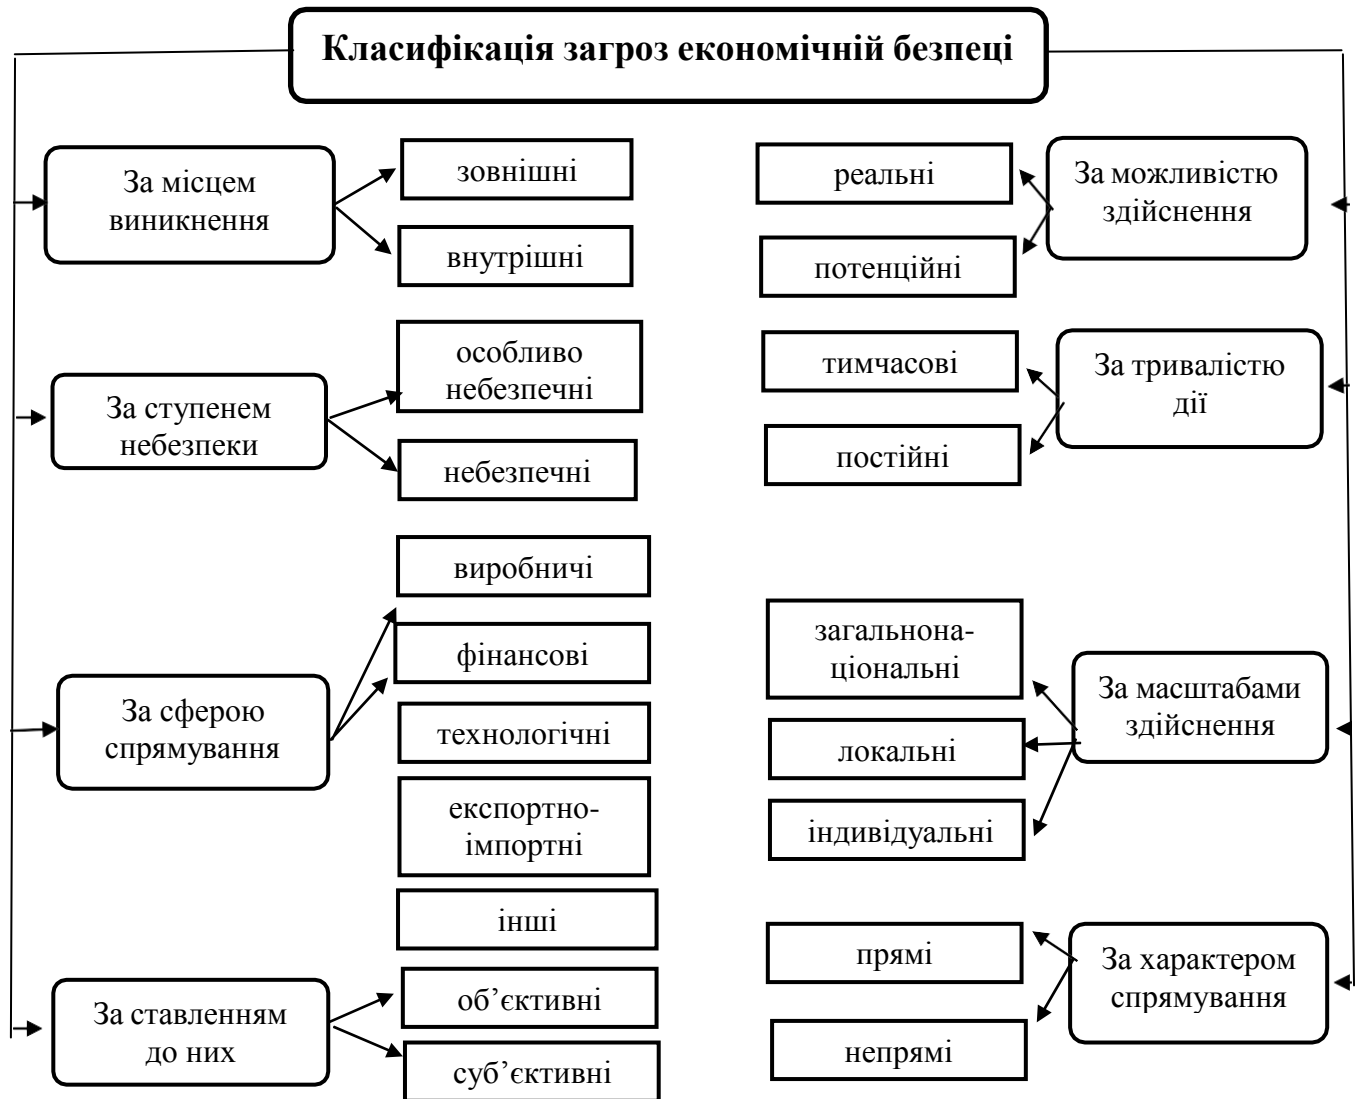 Класифікація загроз економічній безпеці
За місцем
виникнення
зовнішні
внутрішні
За ступенем
небезпеки
особливо
небезпечні
небезпечні
За сферою
спрямування
виробничі
фінансові
технологічні
експортно-
імпортні
інші
За ставленням
до них
об’єктивні
суб’єктивні
За можливістю
здійснення
реальні
потенційні
За тривалістю
дії
тимчасові
постійні
За масштабами
здійснення
загальнона-
ціональні
локальні
індивідуальні
За характером
спрямування
прямі
непрямі